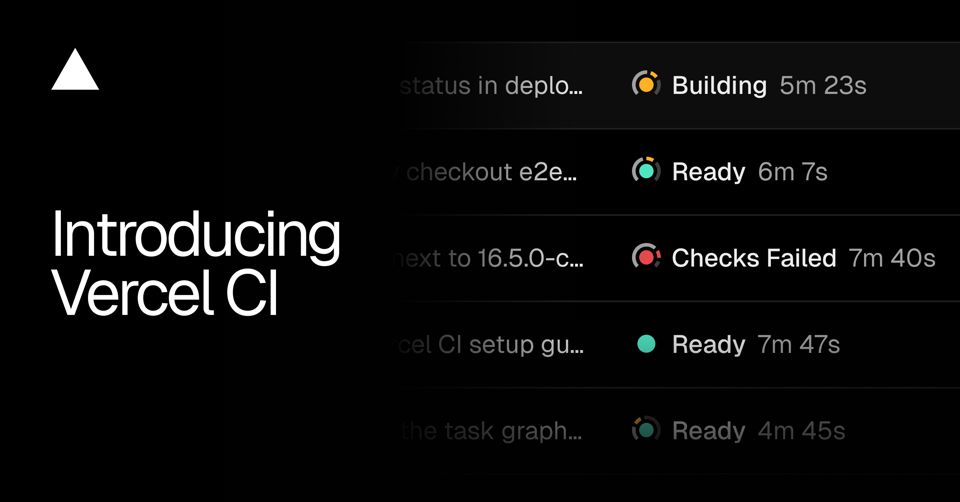 status in deplo... Building 5m 23s
checkout e2e... Ready 6m 7s
Introducing
Vercel CI
next to 16.5.0-c... Checks Failed 7m 40s
cel CI setup gu... Ready 7m 47s
the task graph... Ready 4m 45s